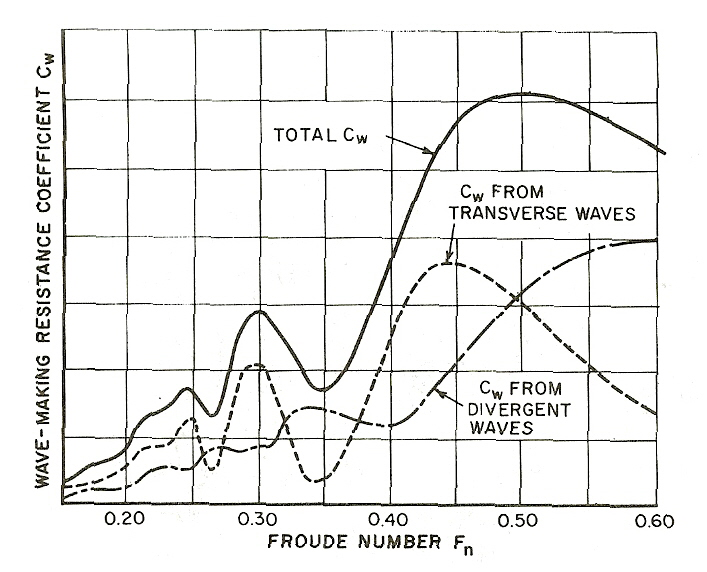 WAVE-MAKING RESISTANCE COEFFICIENT Cw
TOTAL Cw
Cw FROM
TRANSVERSE WAVES
Cw FROM
DIVERGENT
WAVES
0.20 0.30 0.40 0.50 0.60
FROUDE NUMBER Fn